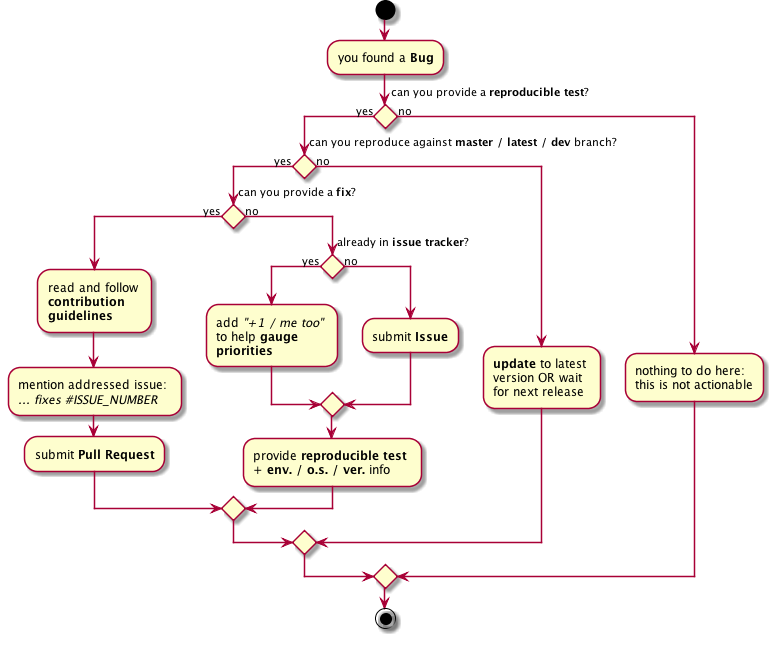 you found a Bug
can you provide a reproducible test?
yes
no
can you reproduce against master / latest / dev branch?
yes
no
can you provide a fix?
yes
no
already in issue tracker?
yes
no
read and follow
contribution
guidelines
mention addressed issue:
... fixes #ISSUE_NUMBER
submit Pull Request
add "+1 / me too"
to help gauge
priorities
submit Issue
provide reproducible test
+ env. / o.s. / ver. info
update to latest
version OR wait
for next release
nothing to do here:
this is not actionable